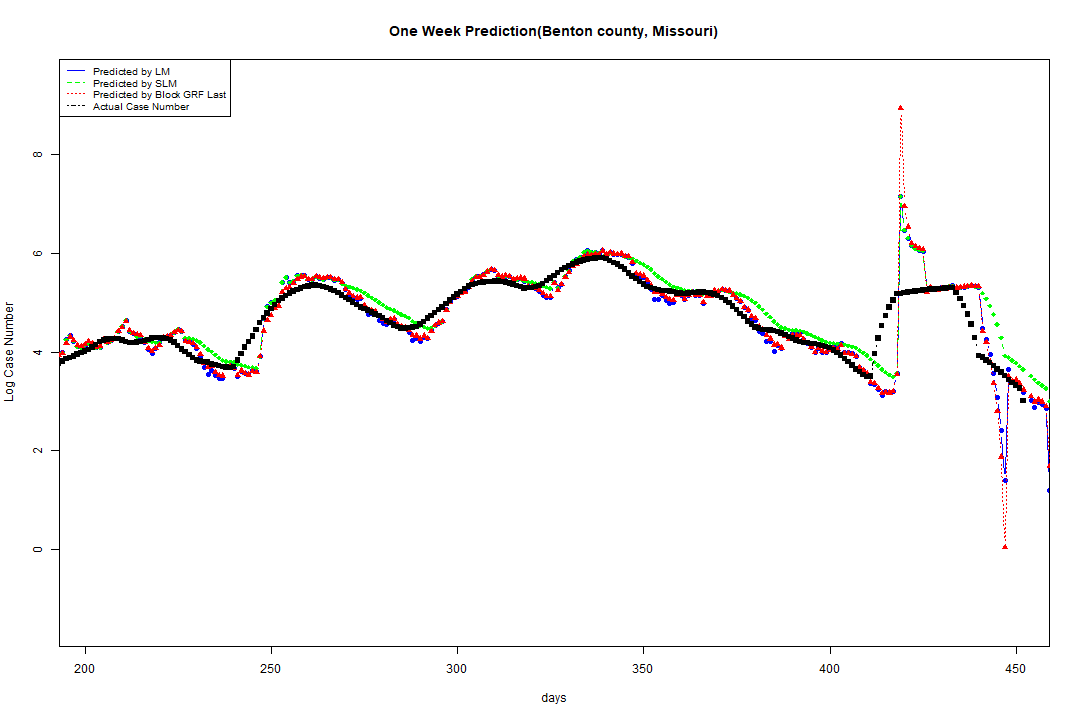 One Week Prediction(Benton county, Missouri)
Predicted by LM
Predicted by SLM
Predicted by Block GRF Last
Actual Case Number
8
6
4
2
0
Log Case Number
200 250 300 350 400 450
days